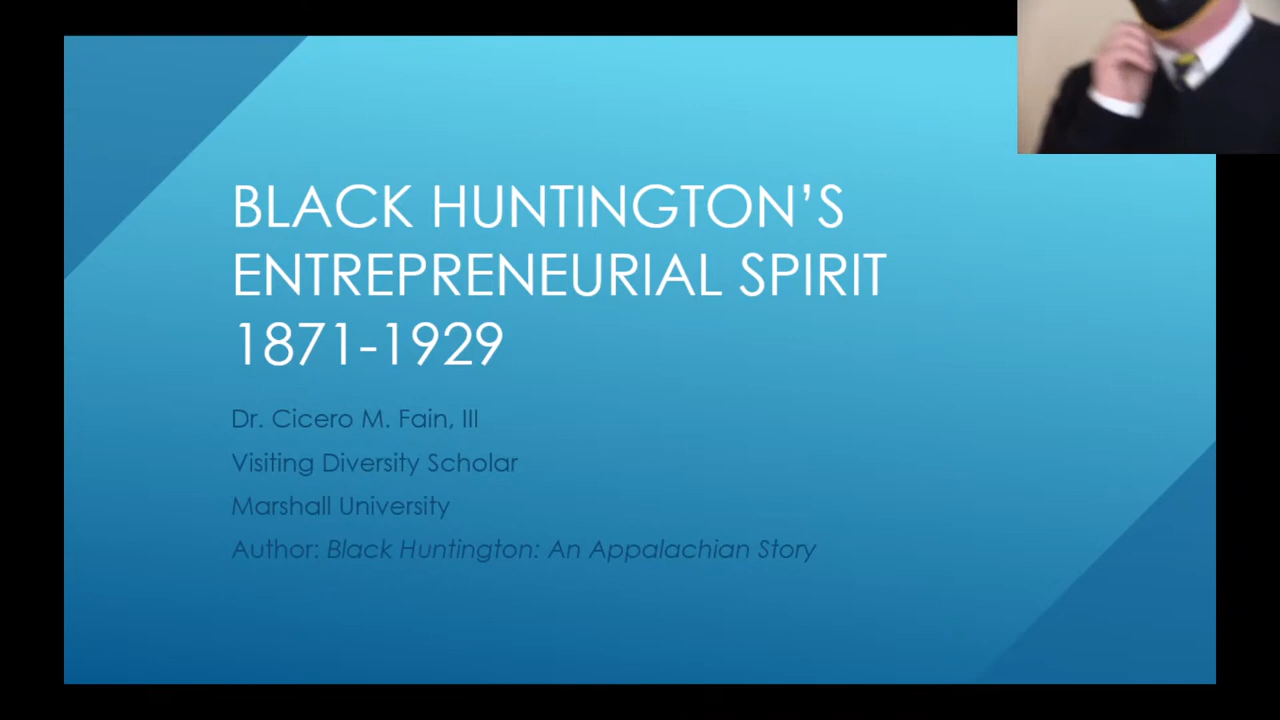 BLACK HUNTINGTON’S
ENTREPRENEURIAL SPIRIT
1871-1929
Dr. Cicero M. Fain, III
Visiting Diversity Scholar
Marshall University
Author: Black Huntington: An Appalachian Story